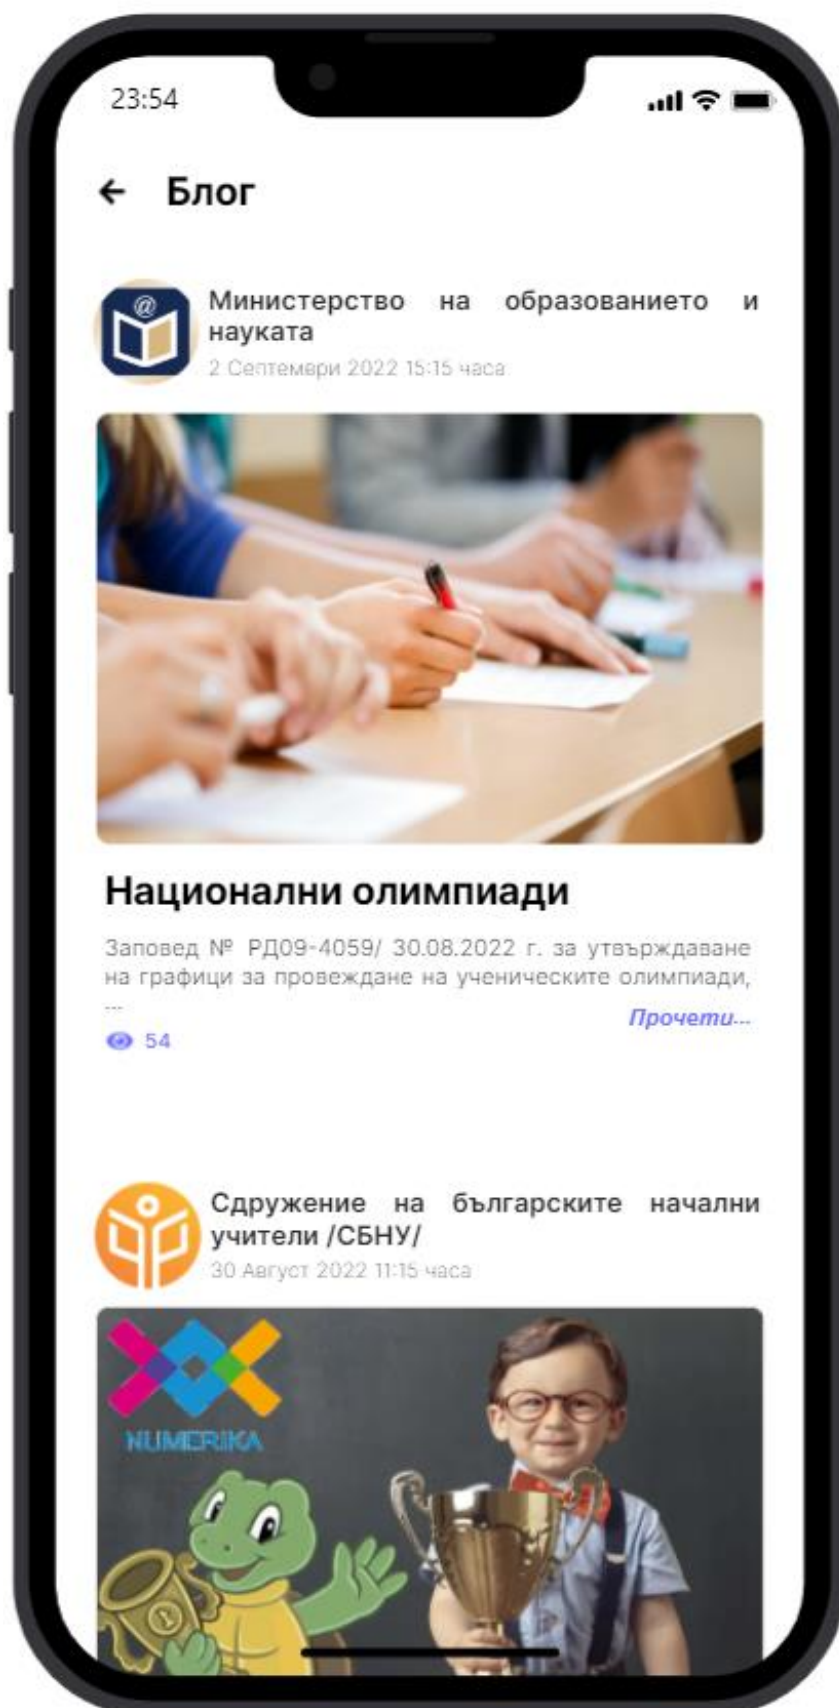 23:54
Блог
Министерство на образованието и
науката
2 Септември 2022 15:15 часа
Национални олимпиади
Заповед № РД09-4059/ 30.08.2022 г. за утвърждаване
на графици за провеждане на ученическите олимпиади,
...
Прочети...
54
Сдружение на българските начални
учители /СБНУ/
30 Август 2022 11:15 часа
NUMERIKA